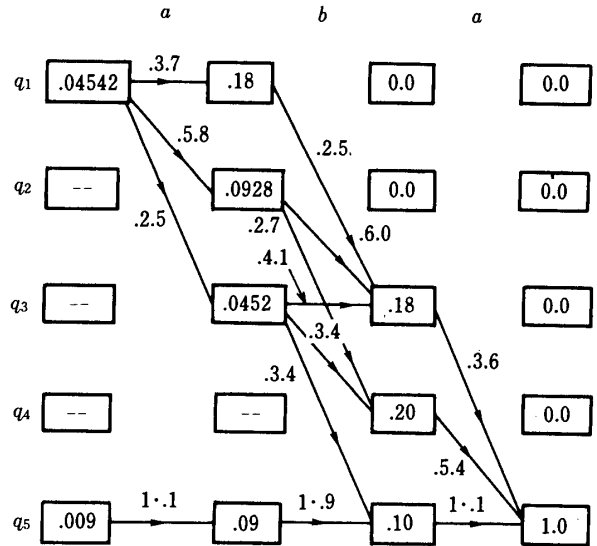 a b a
q1 .04542 .3.7 .18 0.0 0.0
.5.8
.2.5.
q2 -- .0928 0.0 0.0
.2.5 .2.7 .6.0
.4.1
q3 -- .0452 .18 0.0
.3.4
.3.4 .3.6
q4 -- -- .20 0.0
.5.4
1·.1 1·.9 1·.1
q5 .009 .09 .10 1.0